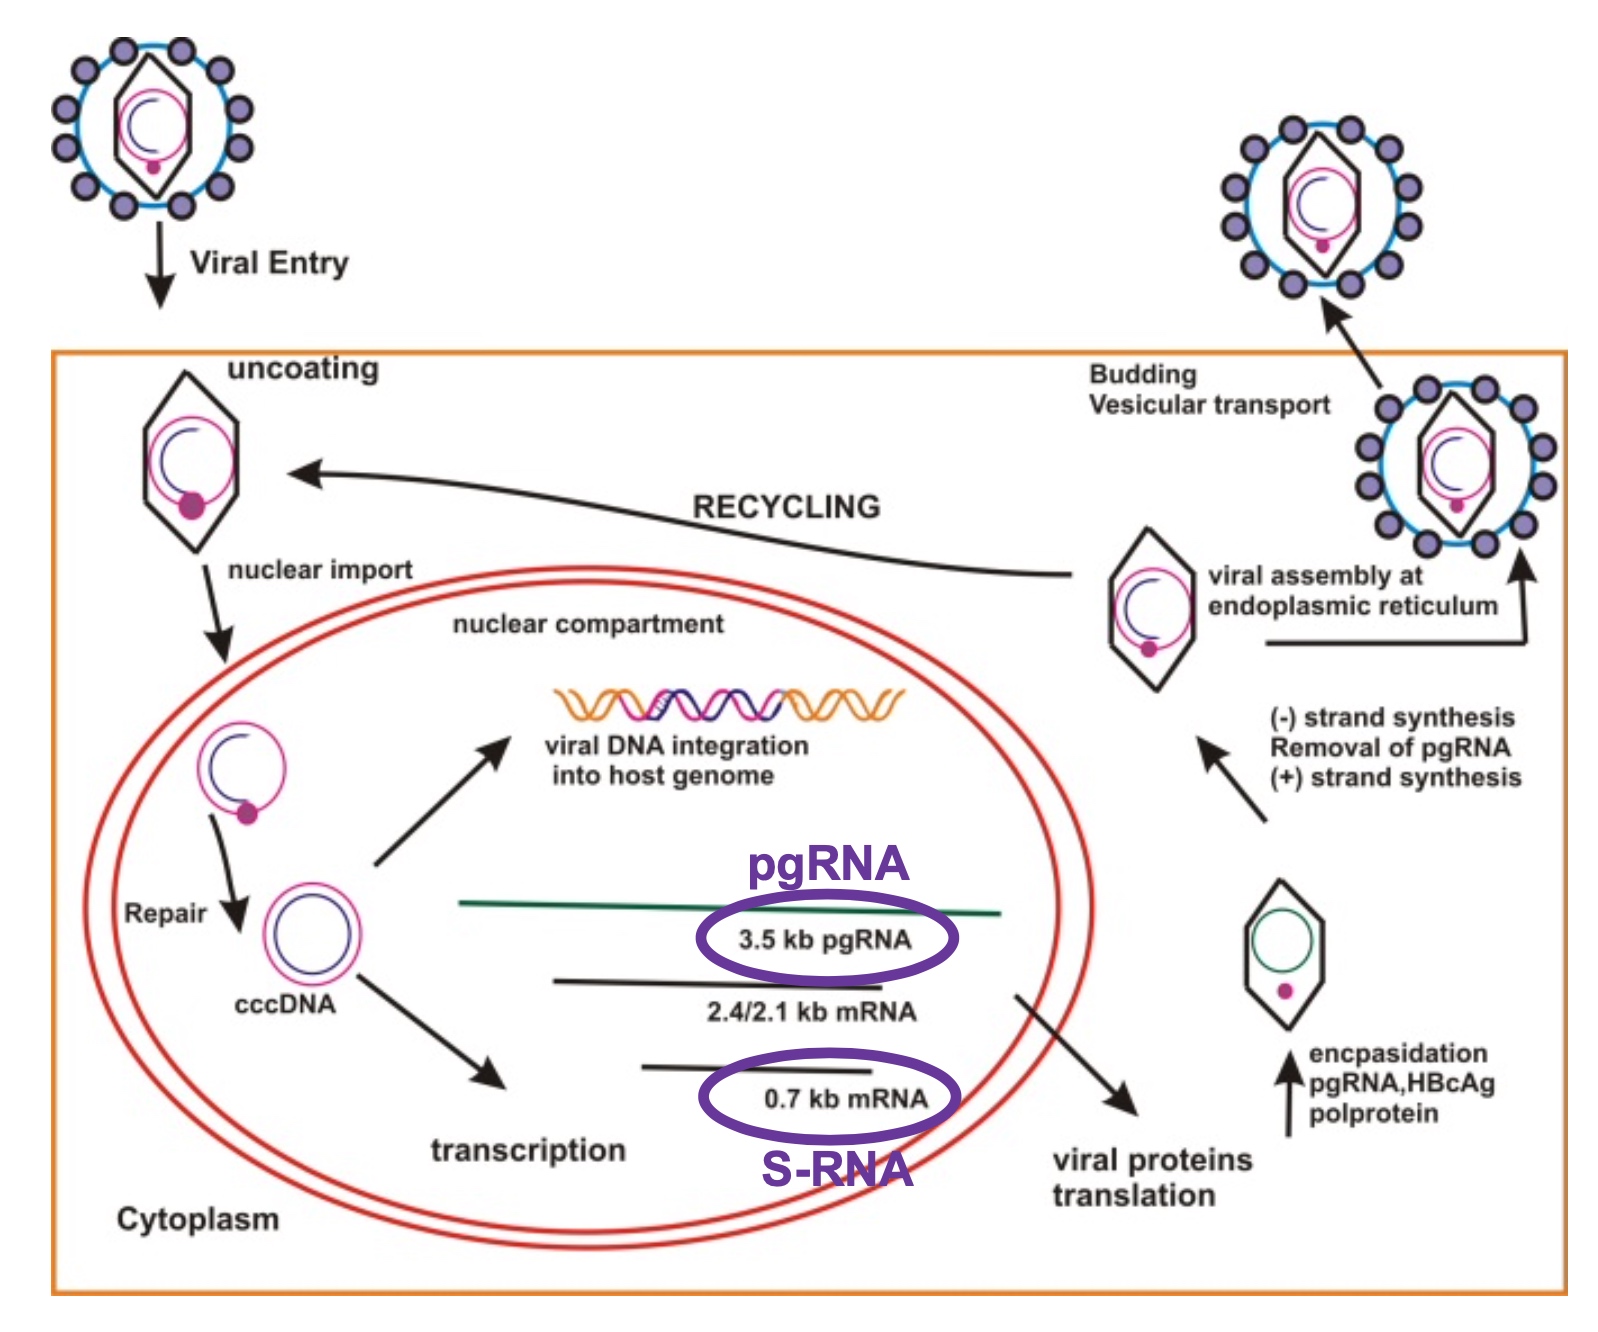 Viral Entry
uncoating
Budding
Vesicular transport
RECYCLING
nuclear import
viral assembly at
endoplasmic reticulum
nuclear compartment
(-) strand synthesis
Removal of pgRNA
(+) strand synthesis
viral DNA integration
into host genome
pgRNA
Repair
3.5 kb pgRNA
cccDNA
2.4/2.1 kb mRNA
encpasidation
pgRNA,HBcAg
polprotein
0.7 kb mRNA
transcription
S-RNA
viral proteins
translation
Cytoplasm